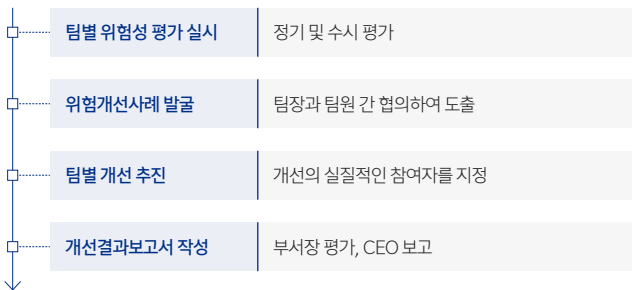 팀별 위험성 평가 실시
정기 및 수시 평가
위험개선사례 발굴
팀장과 팀원 간 협의하여 도출
팀별 개선 추진
개선의 실질적인 참여자를 지정
개선결과보고서 작성
부서장 평가, CEO 보고